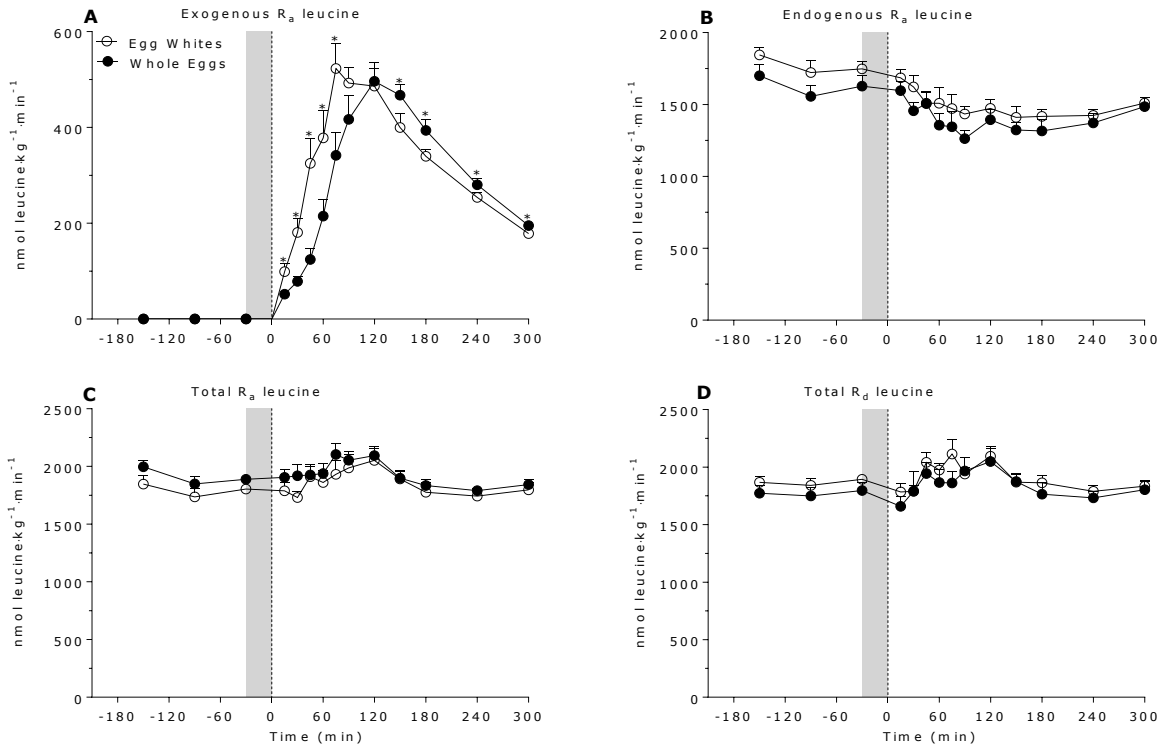 A
Exogenous Ra leucine
Egg Whites
Whole Eggs
nmol leucine·kg-1·min-1
600
400
200
0
* * * * * * * * * *
-180 -120 -60 0 60 120 180 240 300
B
Endogenous Ra leucine
nmol leucine·kg-1·min-1
2000
1500
1000
500
0
-180 -120 -60 0 60 120 180 240 300
C
Total Ra leucine
nmol leucine·kg-1·min-1
2500
2000
1500
1000
500
0
-180 -120 -60 0 60 120 180 240 300
Time (min)
D
Total Rd leucine
nmol leucine·kg-1·min-1
2500
2000
1500
1000
500
0
-180 -120 -60 0 60 120 180 240 300
Time (min)